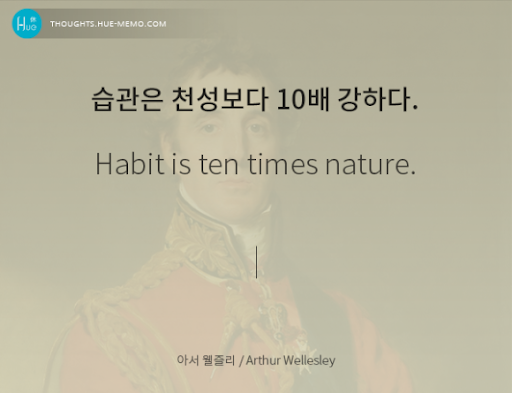 Hue 휴
THOUGHTS.HUE-MEMO.COM
습관은 천성보다 10배 강하다.
Habit is ten times nature.
아서 웰즐리 / Arthur Wellesley